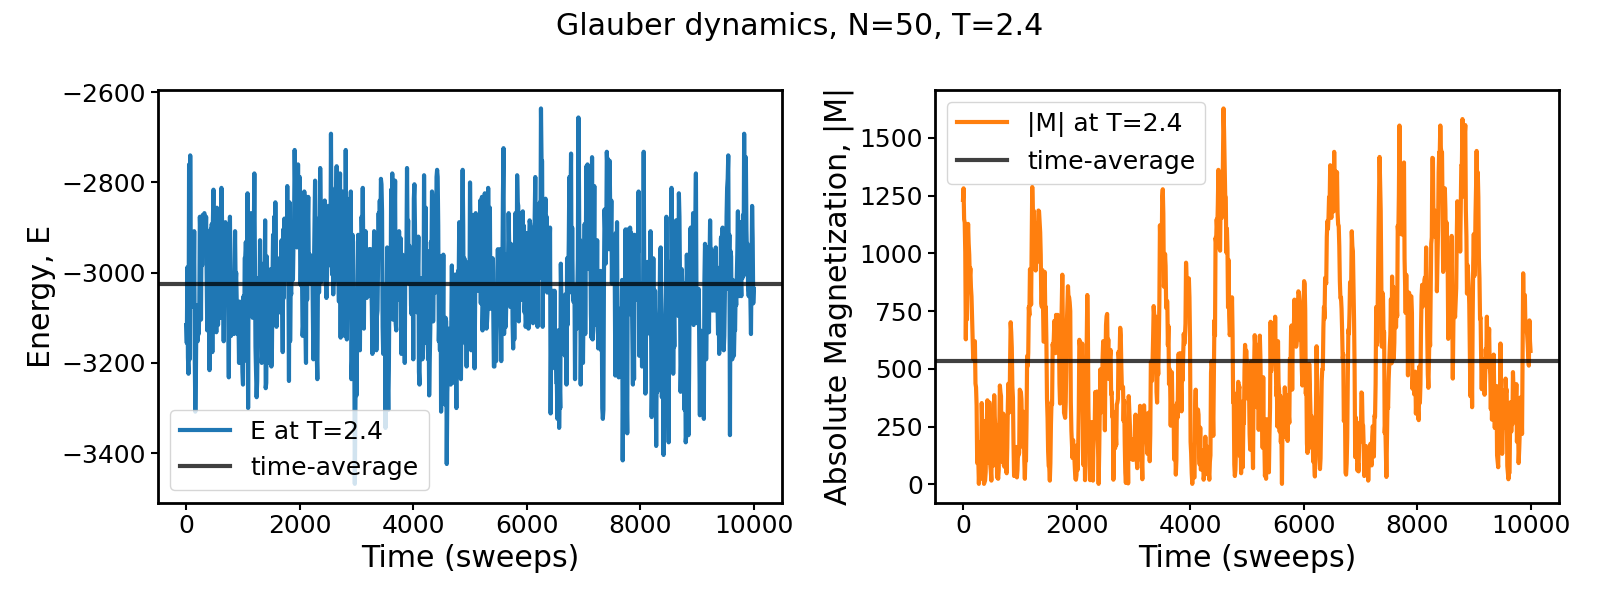 Glauber dynamics, N=50, T=2.4
Energy, E
−2600
−2800
−3000
−3200
−3400
E at T=2.4
time-average
0
2000
4000
6000
8000
10000
Time (sweeps)
Absolute Magnetization, |M|
1500
1250
1000
750
500
250
0
|M| at T=2.4
time-average
0
2000
4000
6000
8000
10000
Time (sweeps)